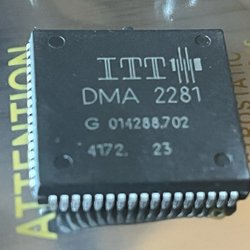 ITT
DMA 2281
G 014288.702
4172. 23
ATTENTION